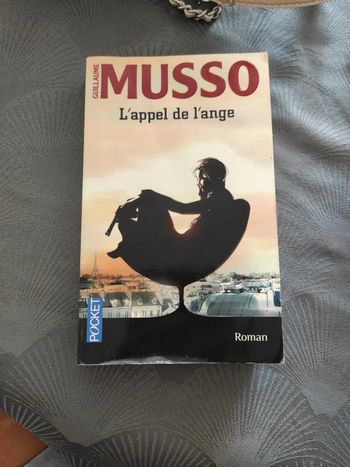 GUILLAUME
MUSSO
L'appel de l'ange
POCKET
Roman